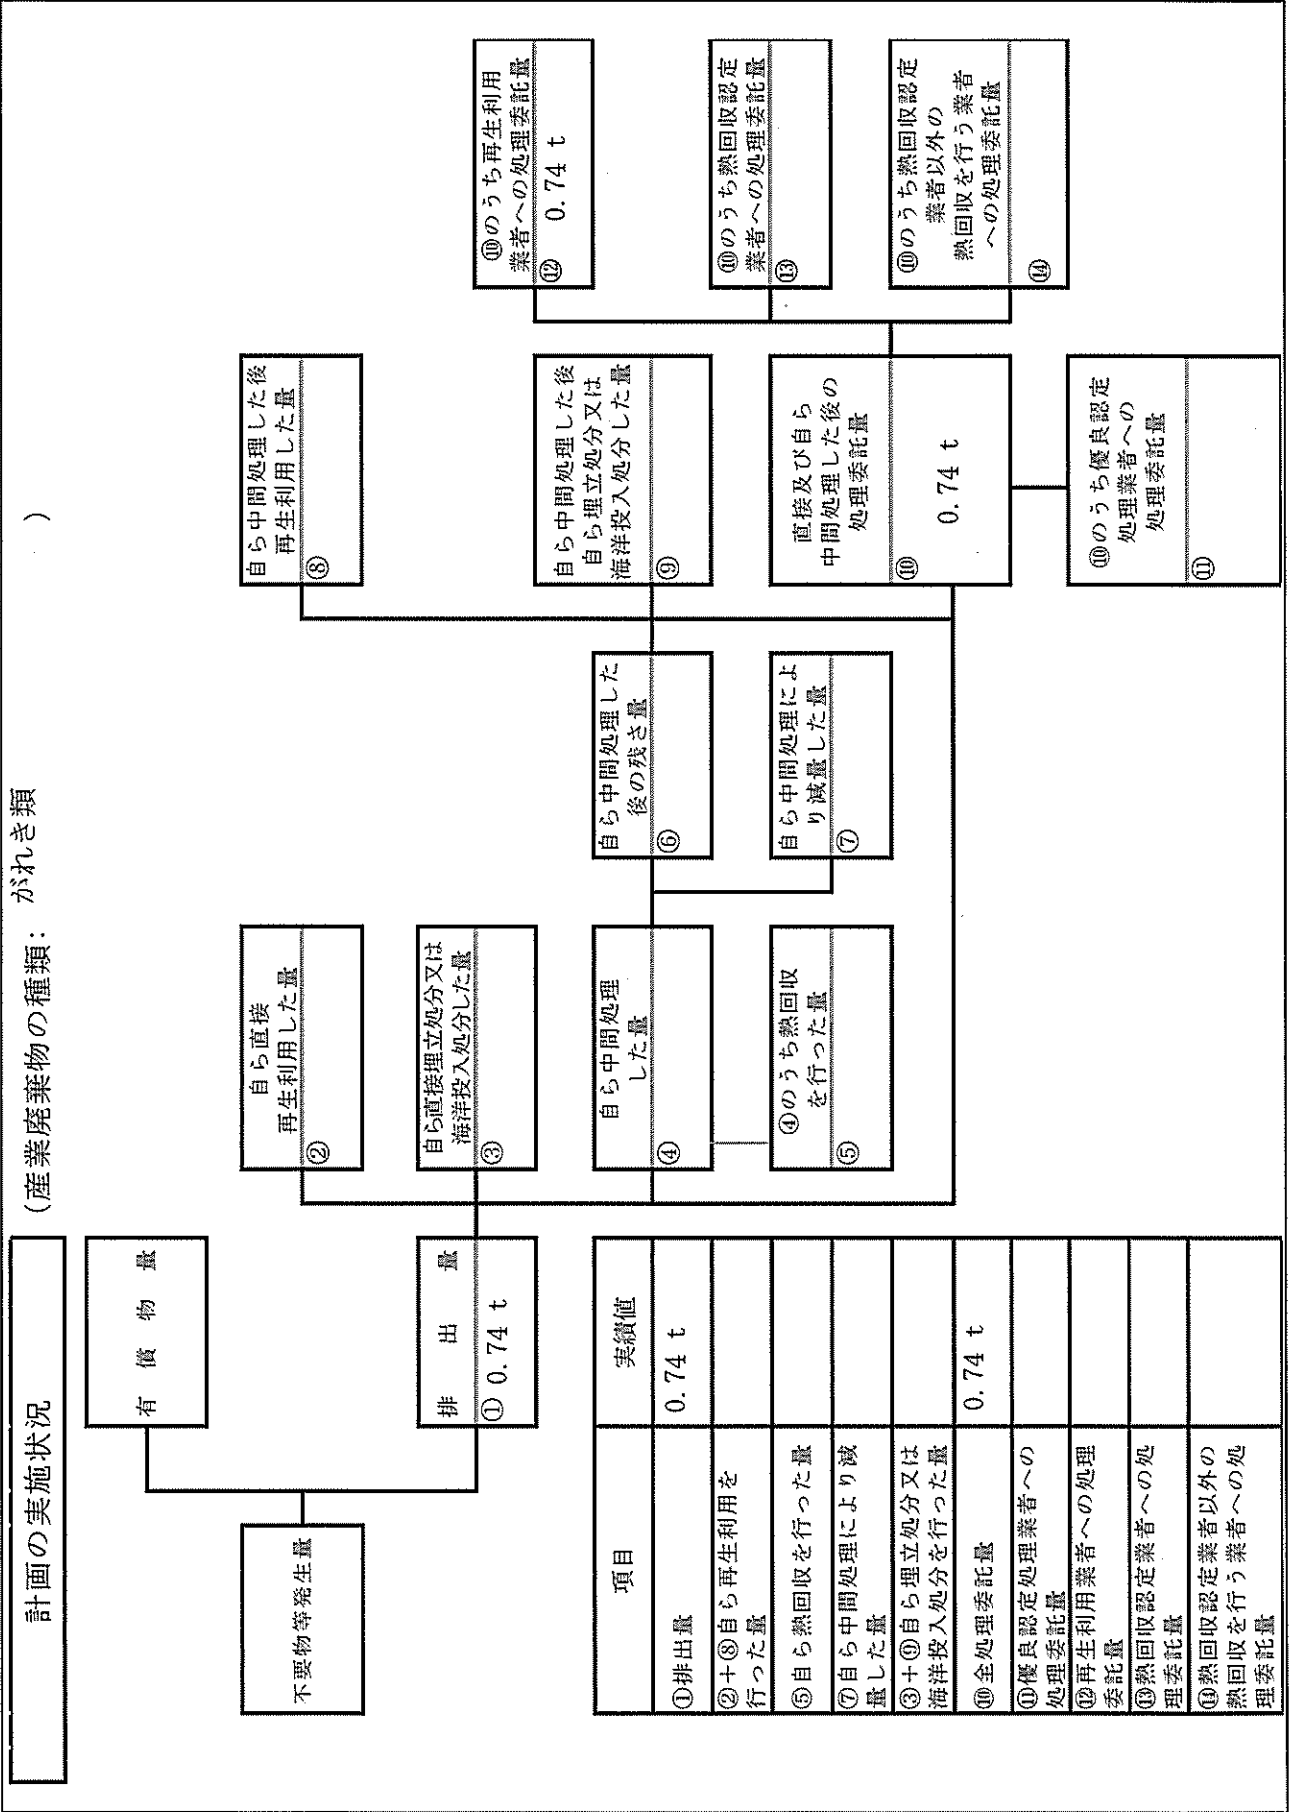 計画の実施状況
(産業廃棄物の種類： がれき類 )
不要物等発生量
有償物量
排出量
① 0.74 t
自ら直接
再生利用した量
②
自ら直接埋立処分又は
海洋投入処分した量
③
自ら中間処理
した量
④
④のうち熱回収
を行った量
⑤
自ら中間処理した
後の残さ量
⑥
自ら中間処理によ
り減量した量
⑦
自ら中間処理した後
再生利用した量
⑧
自ら中間処理した後
自ら埋立処分又は
海洋投入処分した量
⑨
直接及び自ら
中間処理した後の
処理委託量
⑩ 0.74 t
⑩のうち優良認定
処理業者への
処理委託量
⑪
⑩のうち再生利用
業者への処理委託量
⑫ 0.74 t
⑩のうち熱回収認定
業者への処理委託量
⑬
⑩のうち熱回収認定
業者以外の
熱回収を行う業者
への処理委託量
⑭
項目 実績値
①排出量 0.74 t
②+⑧自ら再生利用を
行った量
⑤自ら熱回収を行った量
⑦自ら中間処理により減
量した量
③+⑨自ら埋立処分又は
海洋投入処分を行った量
⑩全処理委託量 0.74 t
⑪優良認定処理業者への
処理委託量
⑫再生利用業者への処理
委託量
⑬熱回収認定業者への処
理委託量
⑭熱回収認定業者以外の
熱回収を行う業者への処
理委託量